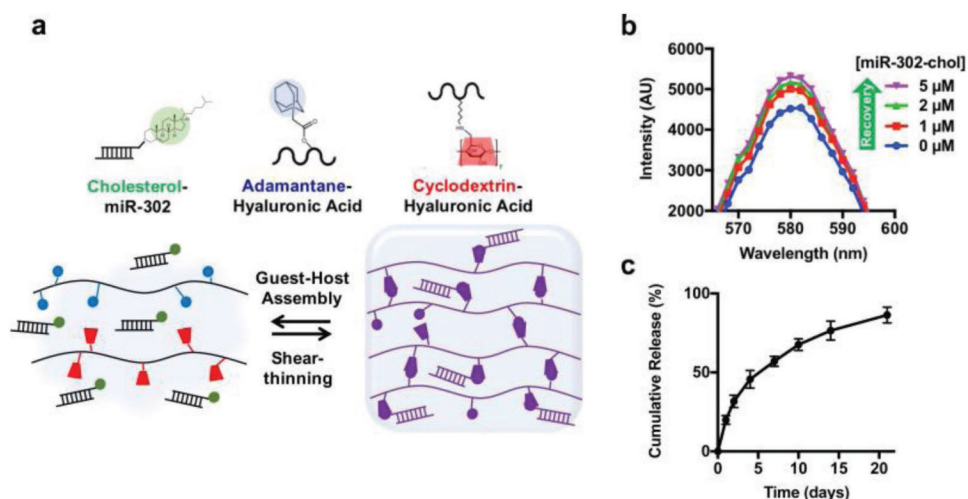 a
Cholesterol-
miR-302
Adamantane-
Hyaluronic Acid
Cyclodextrin-
Hyaluronic Acid
Guest-Host
Assembly
Shear-
thinning
b
6000
5000
4000
3000
2000
Intensity (AU)
570
580
590
600
Wavelength (nm)
[miR-302-chol]
Recovery
5 μM
2 μM
1 μM
0 μM
c
100
50
0
Cumulative Release (%)
0
5
10
15
20
Time (days)